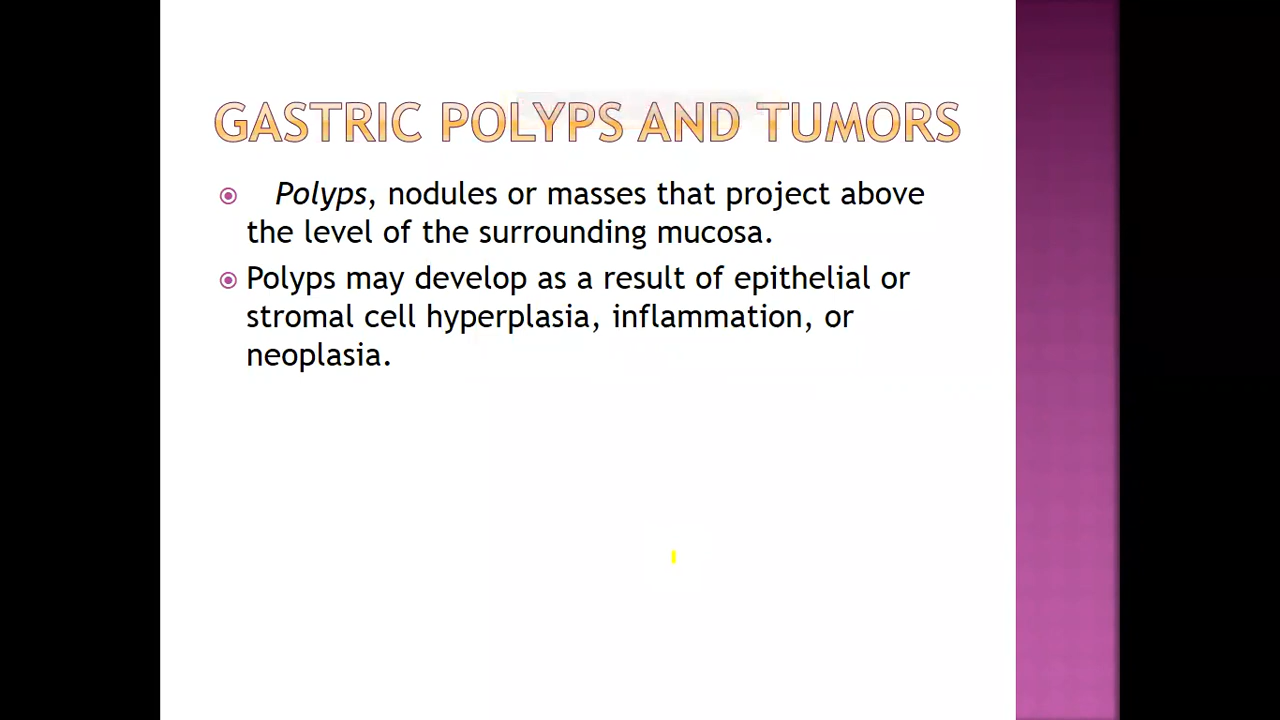 GASTRIC POLYPS AND TUMORS
Polyps, nodules or masses that project above
the level of the surrounding mucosa.
Polyps may develop as a result of epithelial or
stromal cell hyperplasia, inflammation, or
neoplasia.